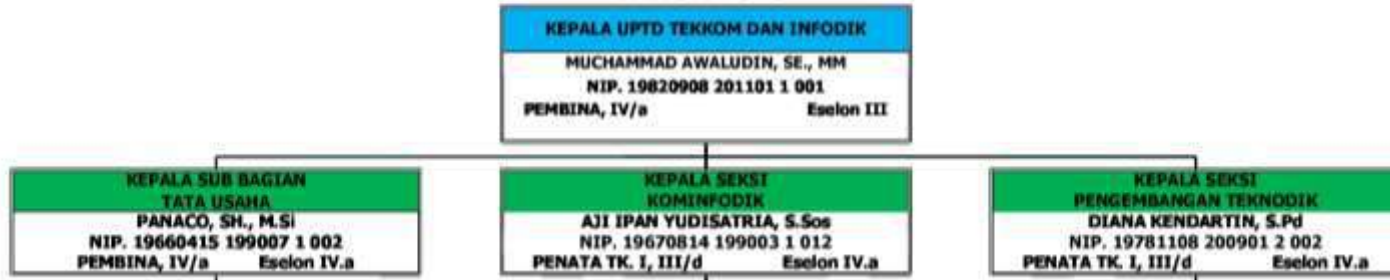 KEPALA UPTD TEKKOM DAN INFODIK
MUCHAMMAD AWALUDIN, SE., MM
NIP. 19820908 201101 1 001
PEMBINA, IV/a Eselon III
KEPALA SUB BAGIAN
TATA USAHA
PANACO, SH., M.Si
NIP. 19660415 199007 1 002
PEMBINA, IV/a Eselon IV.a
KEPALA SEKSI
KOMINFODIK
AJI IPAN YUDISATRIA, S.Sos
NIP. 19670814 199003 1 012
PENATA TK. I, III/d Eselon IV.a
KEPALA SEKSI
PENGEMBANGAN TEKNODIK
DIANA KENDARTIN, S.Pd
NIP. 19781108 200901 2 002
PENATA TK. I, III/d Eselon IV.a